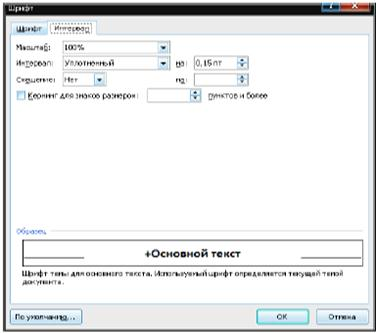 Шрифт
Шрифт Интервал
Масштаб: 100%
Интервал: Уплотненный на: 0,15 пт
Смещение: Нет на:
Кернинг для знаков размером: пунктов и более
Образец
+Основной текст
Шрифт темы для основного текста. Используемый шрифт определяется текущей темой
документа.
По умолчанию... ОК Отмена